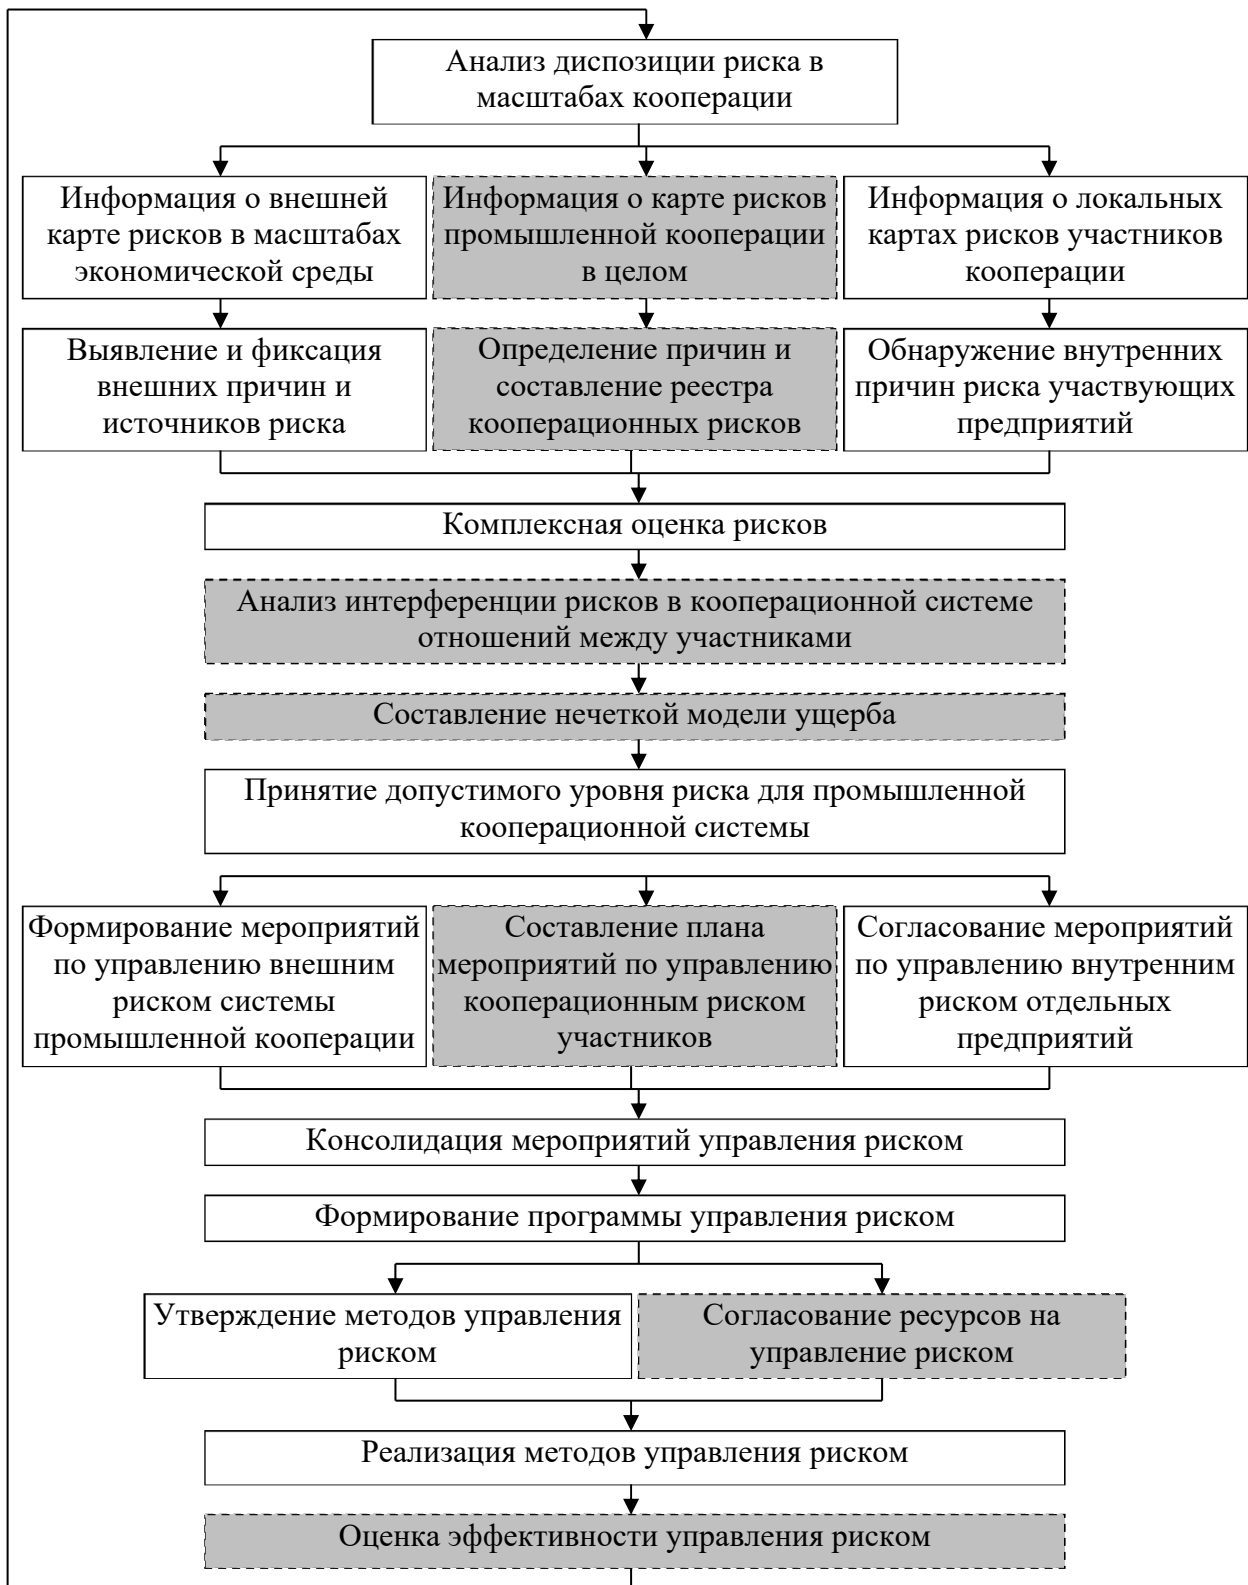 Анализ диспозиции риска в
масштабах кооперации
Информация о внешней
карте рисков в масштабах
экономической среды
Информация о карте рисков
промышленной кооперации
в целом
Информация о локальных
картах рисков участников
кооперации
Выявление и фиксация
внешних причин и
источников риска
Определение причин и
составление реестра
кооперационных рисков
Обнаружение внутренних
причин риска участвующих
предприятий
Комплексная оценка рисков
Анализ интерференции рисков в кооперационной системе
отношений между участниками
Составление нечеткой модели ущерба
Принятие допустимого уровня риска для промышленной
кооперационной системы
Формирование мероприятий
по управлению внешним
риском системы
промышленной кооперации
Составление плана
мероприятий по управлению
кооперационным риском
участников
Согласование мероприятий
по управлению внутренним
риском отдельных
предприятий
Консолидация мероприятий управления риском
Формирование программы управления риском
Утверждение методов управления
риском
Согласование ресурсов на
управление риском
Реализация методов управления риском
Оценка эффективности управления риском